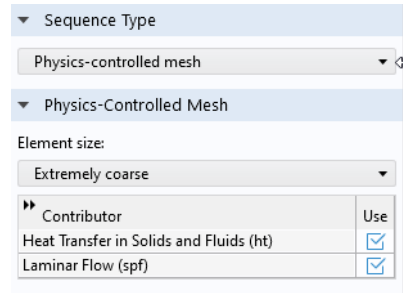 Sequence Type
Physics-controlled mesh
Physics-Controlled Mesh
Element size:
Extremely coarse
Contributor Use
Heat Transfer in Solids and Fluids (ht)
Laminar Flow (spf)